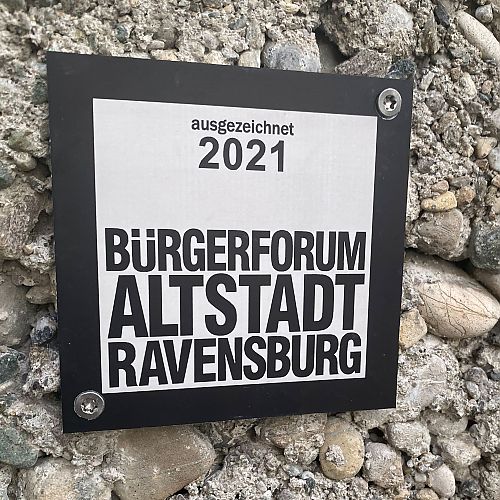 ausgezeichnet
2021
BÜRGERFORUM
ALTSTADT
RAVENSBURG